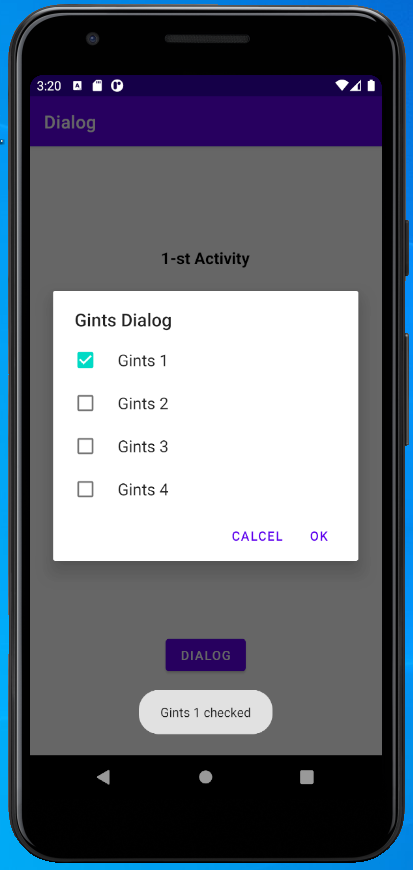 3:20
Dialog
1-st Activity
Gints Dialog
Gints 1
Gints 2
Gints 3
Gints 4
CALCEL OK
DIALOG
Gints 1 checked